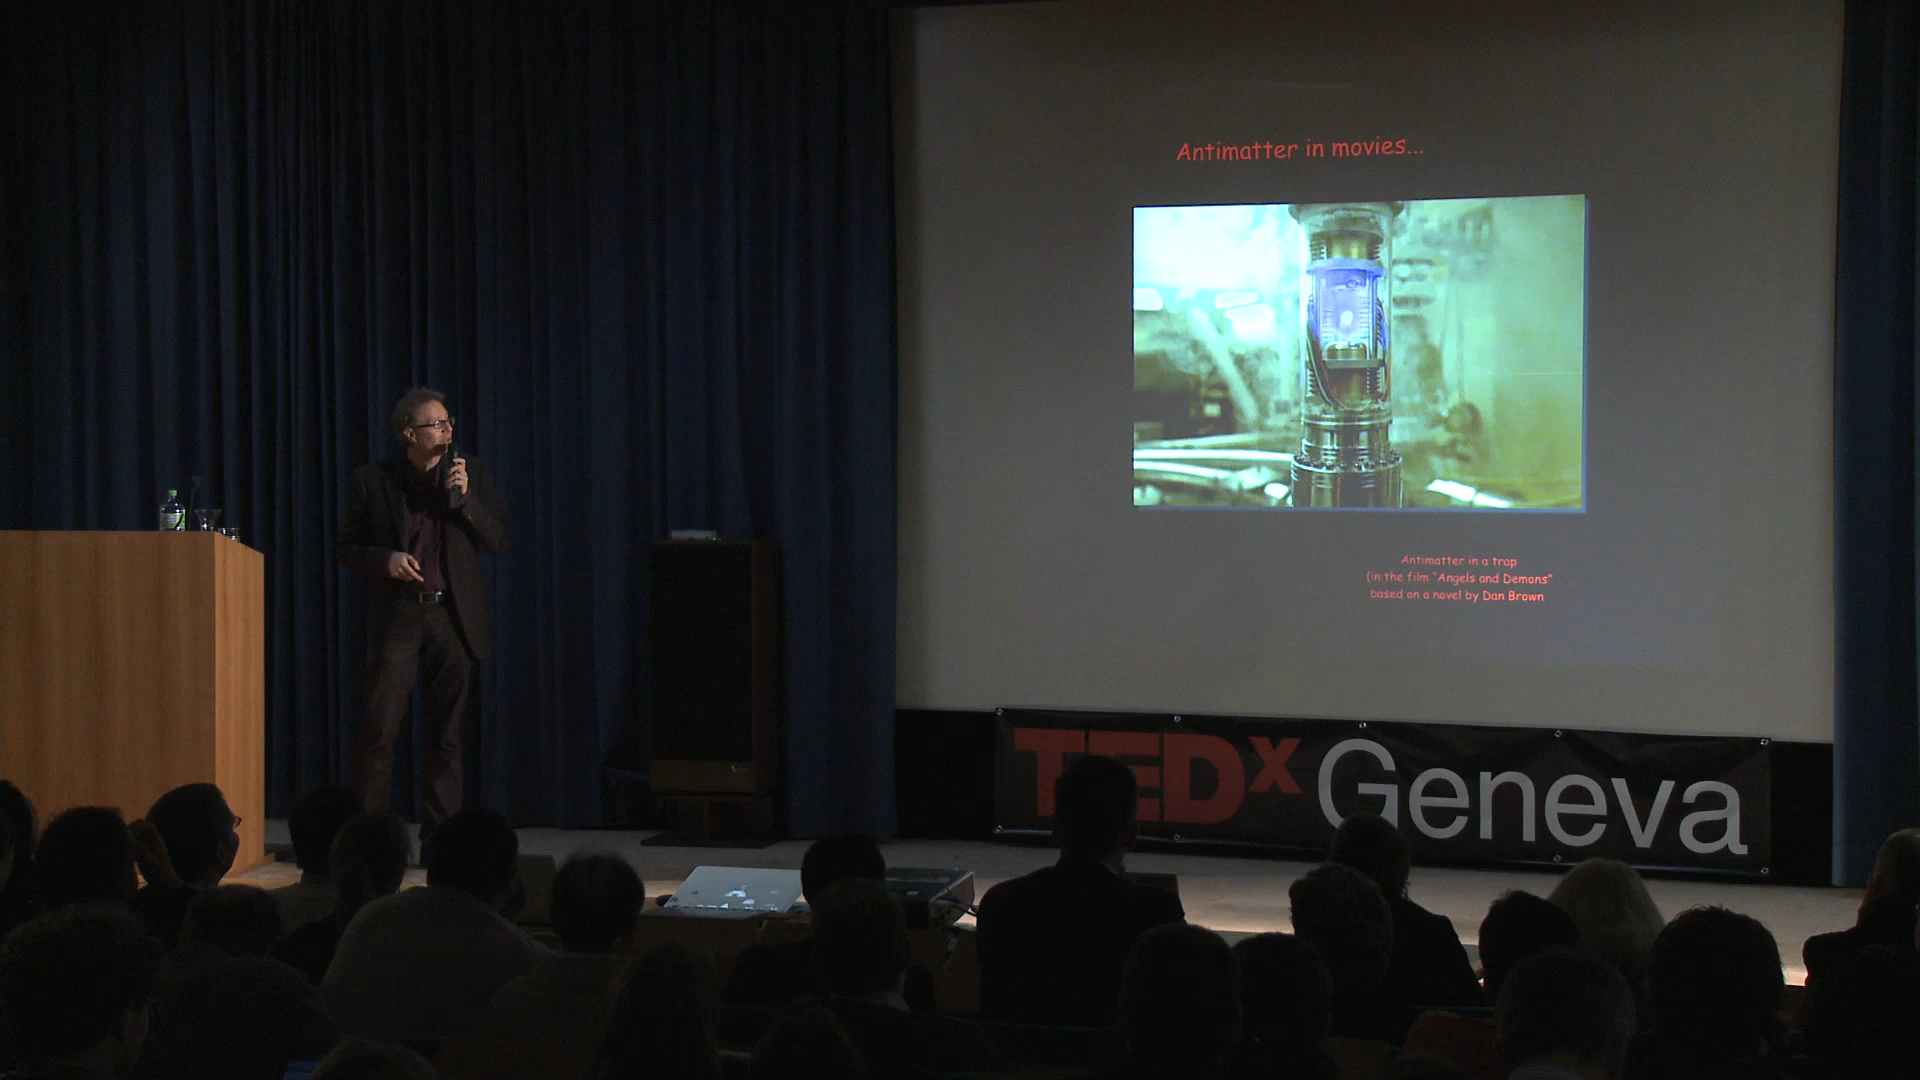 Antimatter in movies...
Antimatter in a trap
(in the film "Angels and Demons"
based on a novel by Dan Brown
TEDx Geneva